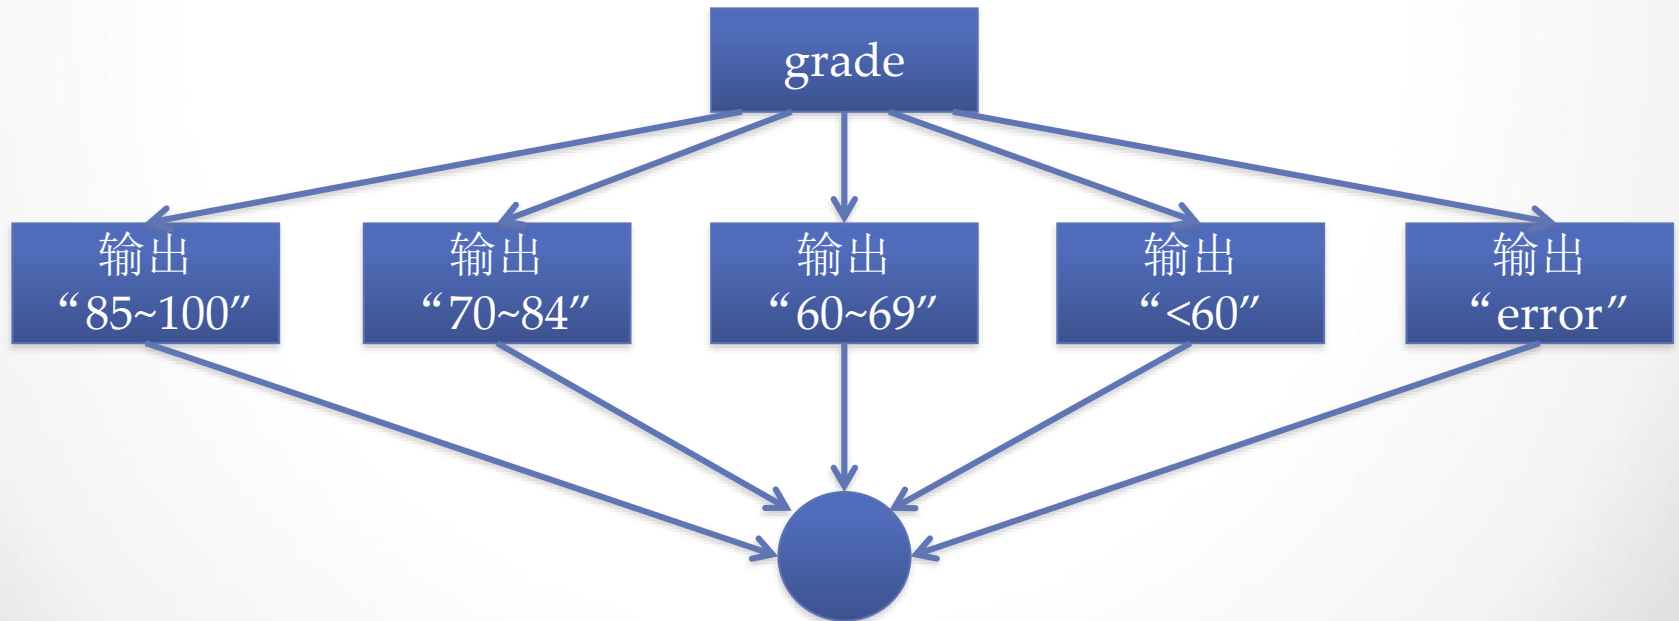 grade
输出
“85~100”
输出
“70~84”
输出
“60~69”
输出
“<60”
输出
“error”